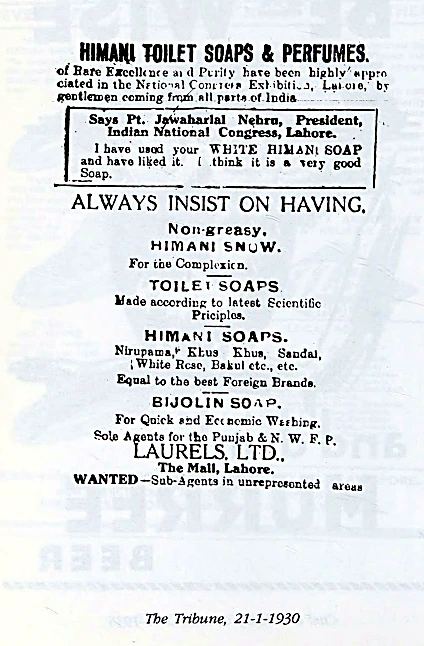 HIMANI TOILET SOAPS & PERFUMES.
of Rare Excellence and Purity have been highly appre
ciated in the National Congress Exhibition, Lahore, by
gentlemen coming from all parts of India
Says Pt. Jawaharlal Nehru, President,
Indian National Congress, Lahore.
I have used your WHITE HIMANI SOAP
and have liked it. I think it is a very good
Soap.
ALWAYS INSIST ON HAVING.
Non-greasy.
HIMANI SNOW.
For the Complexion.
TOILET SOAPS
Made according to latest Scientific
Priciples.
HIMANI SOAPS.
Nirupama, Khus Khus, Sandal,
White Rose, Bakul etc., etc.
Equal to the best Foreign Brands.
BIJOLIN SOAP.
For Quick and Economic Washing.
Sole Agents for the Punjab & N. W. F. P.
LAURELS, LTD.,
The Mall, Lahore.
WANTED—Sub-Agents in unrepresented areas
BEER
The Tribune, 21-1-1930